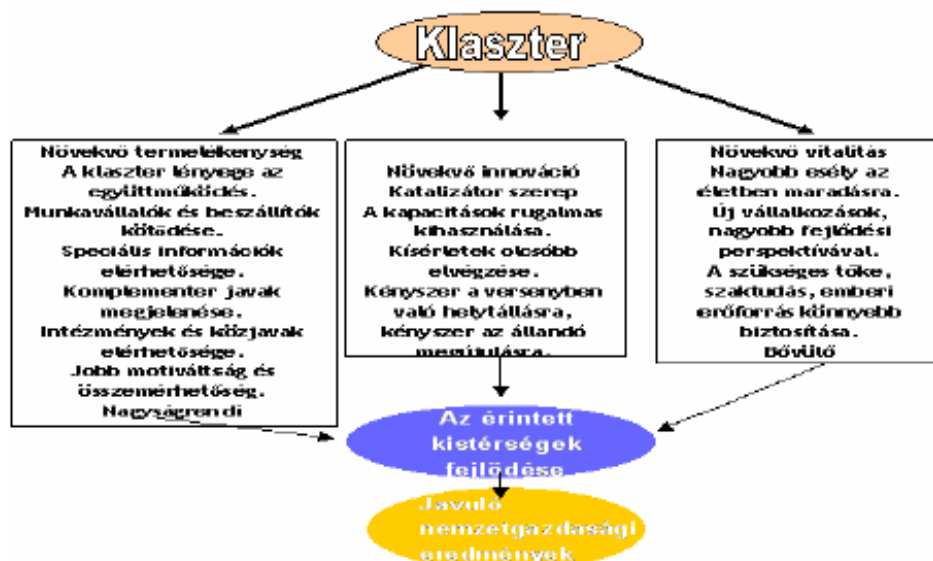 Klaszter
Növekvő termelékenység
A klaszter lényege az
együttműködés.
Munkavállalók és beszállítók
kötődése.
Speciális információk
elérhetősége.
Komplementer javak
megjelenése.
Intézmények és közjavak
elérhetősége.
Jobb motiváltság és
összemérhetőség.
Nagyságrendi
Növekvő innováció
Katalizátor szerep
A kapacitások rugalmas
kihasználása.
Kísérletek olcsóbb
elvégzése.
Kényszer a versenyben
való helytállásra,
kényszer az állandó
megújulásra.
Növekvő vitalitás
Nagyobb esély az
életben maradásra.
Új vállalkozások,
nagyobb fejlődési
perspektívával.
A szükséges tőke,
szaktudás, emberi
erőforrás könnyebb
biztosítása.
Bővülő
Az érintett
kistérségek
fejlődése
Javuló
nemzetgazdasági
eredmények